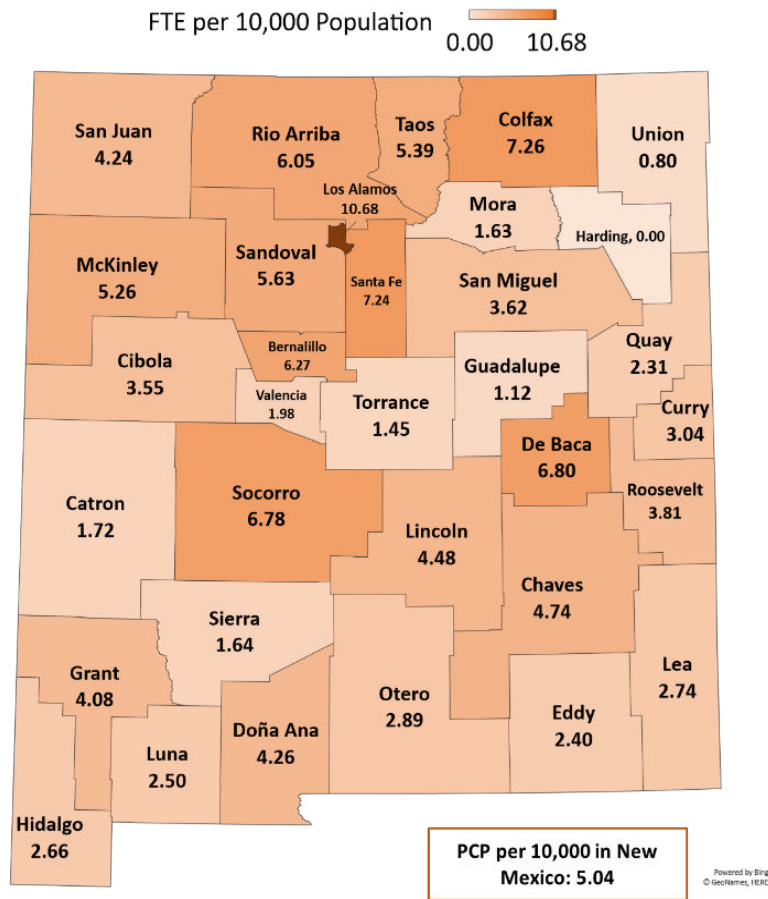 FTE per 10,000 Population
0.00 10.68
San Juan
4.24
Rio Arriba
6.05
Taos
5.39
Colfax
7.26
Union
0.80
Los Alamos
10.68
Mora
1.63
Harding, 0.00
McKinley
5.26
Sandoval
5.63
Santa Fe
7.24
San Miguel
3.62
Quay
2.31
Cibola
3.55
Bernalillo
6.27
Valencia
1.98
Torrance
1.45
Guadalupe
1.12
Curry
3.04
De Baca
6.80
Roosevelt
3.81
Catron
1.72
Socorro
6.78
Lincoln
4.48
Chaves
4.74
Sierra
1.64
Grant
4.08
Otero
2.89
Lea
2.74
Eddy
2.40
Doña Ana
4.26
Luna
2.50
Hidalgo
2.66
PCP per 10,000 in New
Mexico: 5.04
Powered by Bing
© GeoNames,